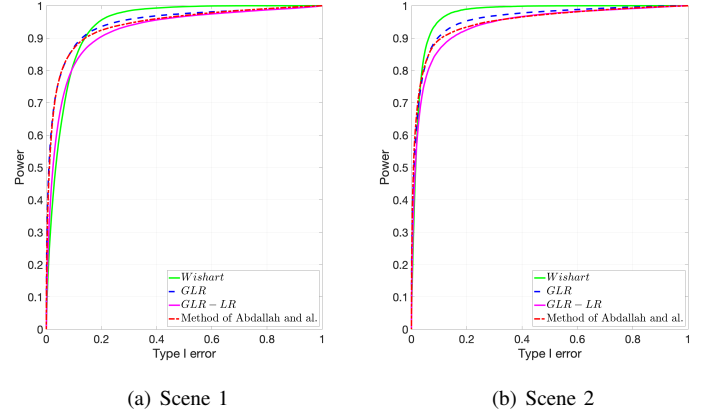 1
0.9
0.8
0.7
0.6
0.5
0.4
0.3
0.2
0.1
0
Power
0 0.2 0.4 0.6 0.8 1
Type I error
Wishart
GLR
GLR − LR
Method of Abdallah and al.
(a) Scene 1
1
0.9
0.8
0.7
0.6
0.5
0.4
0.3
0.2
0.1
0
Power
0 0.2 0.4 0.6 0.8 1
Type I error
Wishart
GLR
GLR − LR
Method of Abdallah and al.
(b) Scene 2